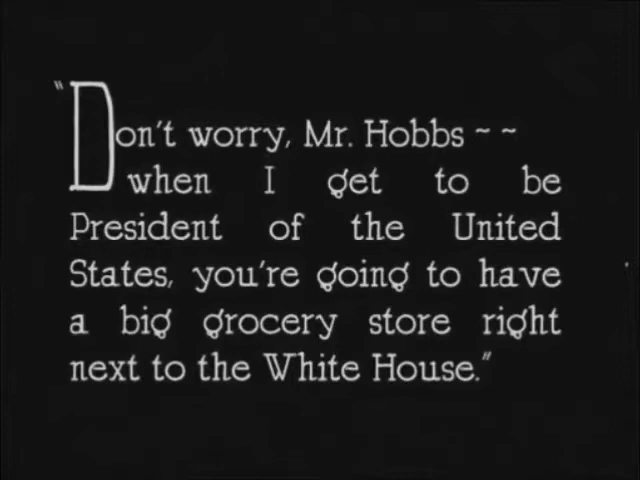 "Don't worry, Mr. Hobbs ~ ~
when I get to be
President of the United
States, you're going to have
a big grocery store right
next to the White House."